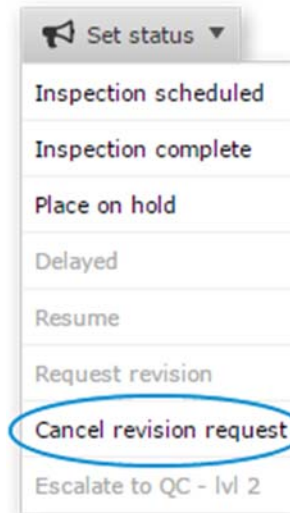 Set status
Inspection scheduled
Inspection complete
Place on hold
Delayed
Resume
Request revision
Cancel revision request
Escalate to QC - lvl 2